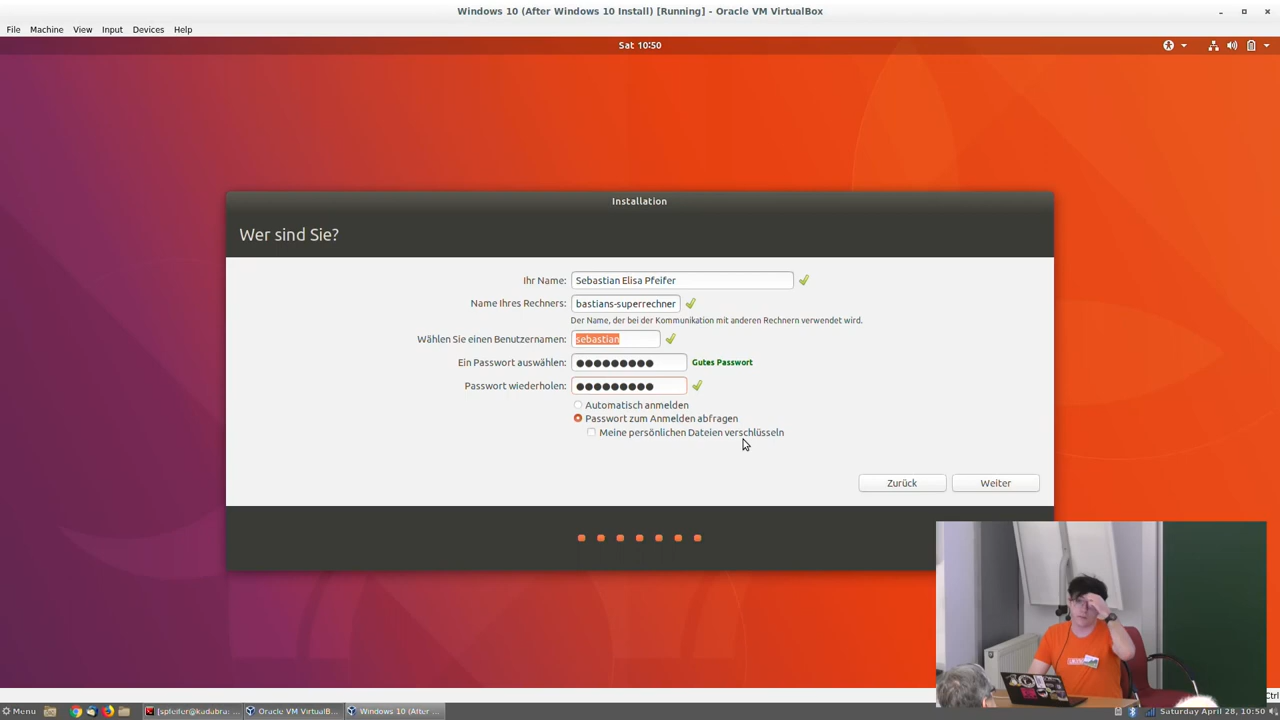 Windows 10 (After Windows 10 Install) [Running] - Oracle VM VirtualBox
File Machine View Input Devices Help
Sat 10:50
Installation
Wer sind Sie?
Ihr Name: Sebastian Elisa Pfeifer
Name Ihres Rechners: bastians-superrechner
Der Name, der bei der Kommunikation mit anderen Rechnern verwendet wird.
Wählen Sie einen Benutzernamen: sebastian
Ein Passwort auswählen: ●●●●●●●●● Gutes Passwort
Passwort wiederholen: ●●●●●●●●●
Automatisch anmelden
Passwort zum Anmelden abfragen
Meine persönlichen Dateien verschlüsseln
Zurück Weiter
Ctrl
Menu [spfeifer@kadabra: ... Oracle VM VirtualB... Windows 10 (After ... Saturday April 28, 10:50